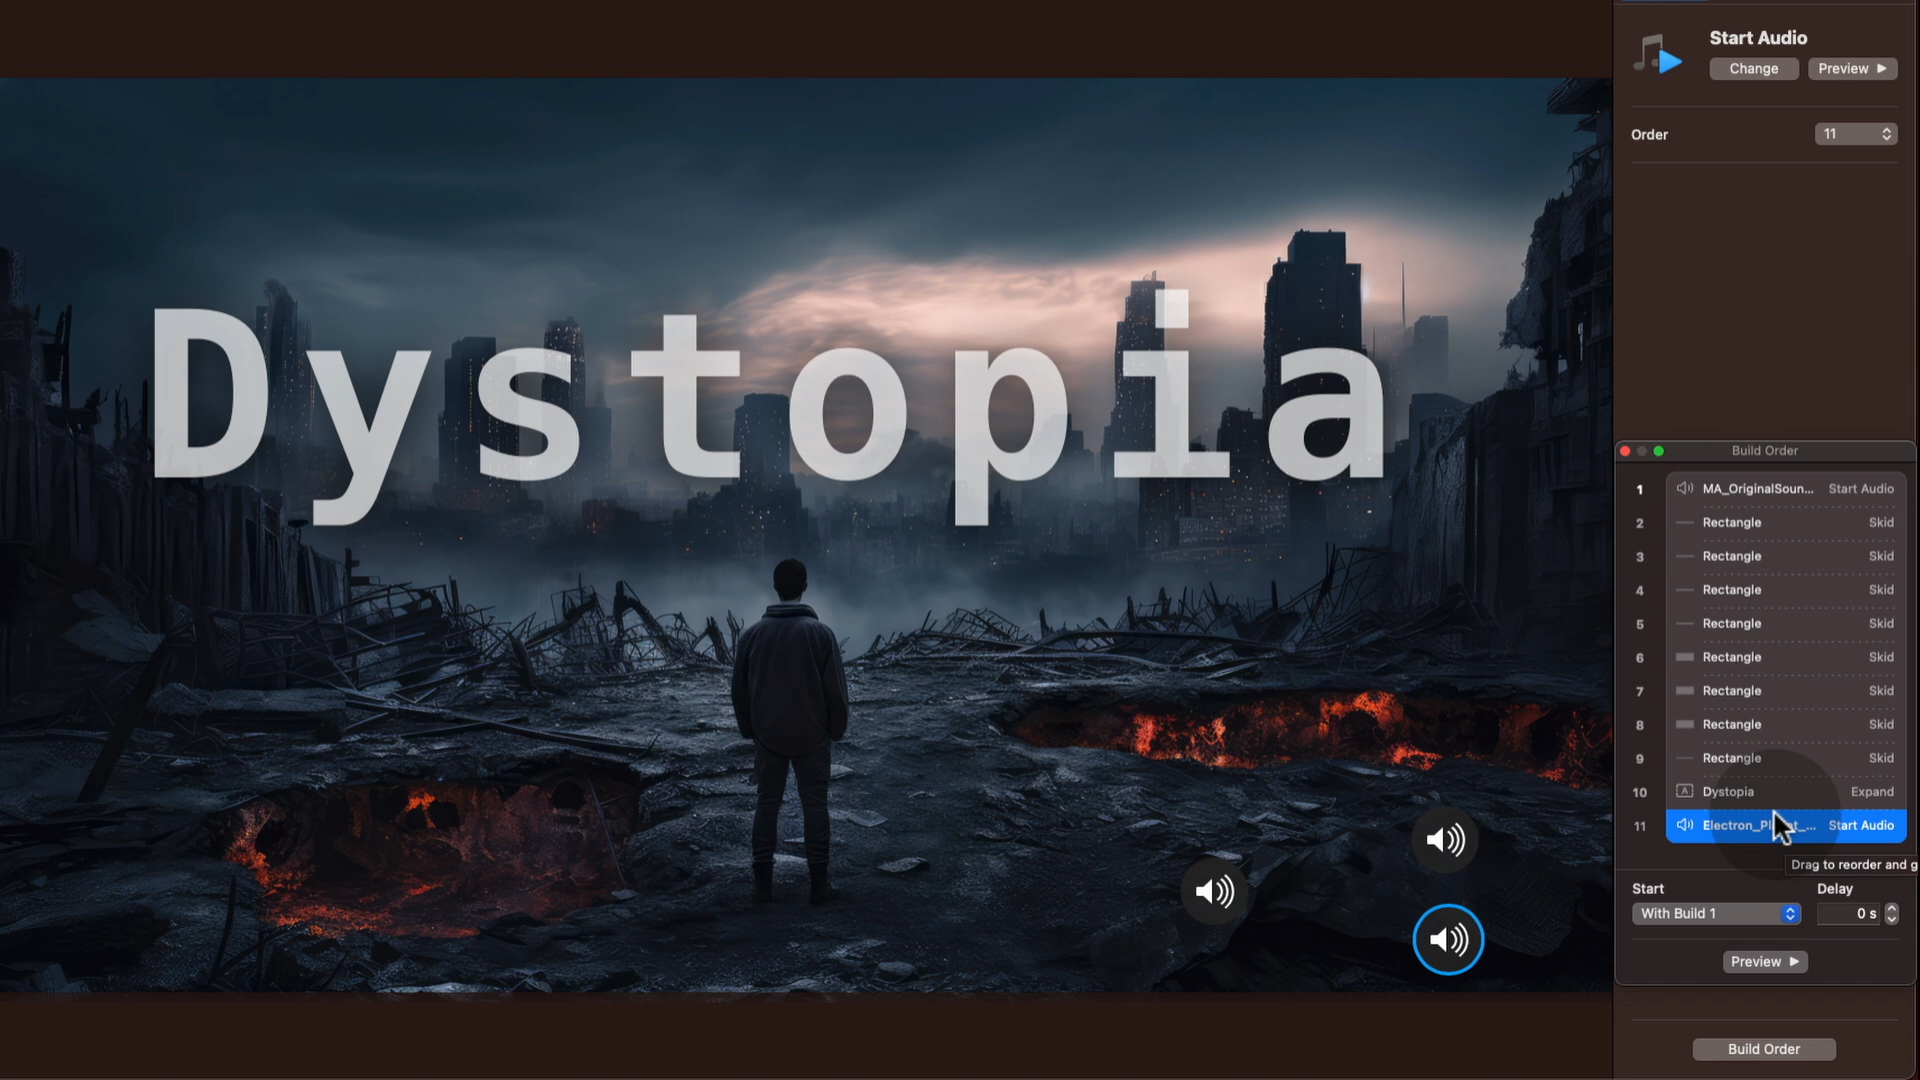 Start Audio
Change
Preview
Order
11
Dystopia
Build Order
1 MA_OriginalSoun... Start Audio
2 Rectangle Skid
3 Rectangle Skid
4 Rectangle Skid
5 Rectangle Skid
6 Rectangle Skid
7 Rectangle Skid
8 Rectangle Skid
9 Rectangle Skid
10 A Dystopia Expand
11 Start Audio
Drag to reorder and g
Start Delay
With Build 1 0 s
Preview
Build Order